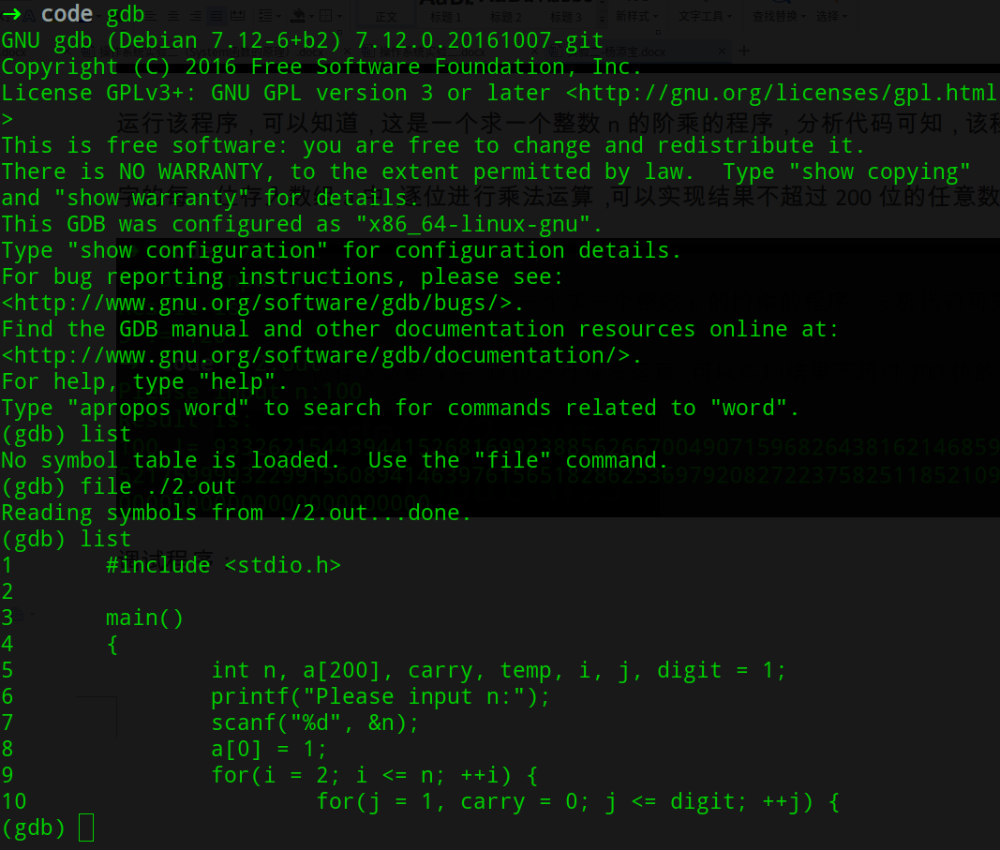 → code gdb
GNU gdb (Debian 7.12-6+b2) 7.12.0.20161007-git
Copyright (C) 2016 Free Software Foundation, Inc.
License GPLv3+: GNU GPL version 3 or later <http://gnu.org/licenses/gpl.html
>
运行该程序，可以知道，这是一个求一个整数 n 的阶乘的程序，分析代码可知，该程
This is free software: you are free to change and redistribute it.
There is NO WARRANTY, to the extent permitted by law.  Type "show copying"
and "show warranty" for details.
逐位进行乘法运算，可以实现结果不超过 200 位的任意数
This GDB was configured as "x86_64-linux-gnu".
Type "show configuration" for configuration details.
For bug reporting instructions, please see:
<http://www.gnu.org/software/gdb/bugs/>.
Find the GDB manual and other documentation resources online at:
<http://www.gnu.org/software/gdb/documentation/>.
For help, type "help".
Type "apropos word" to search for commands related to "word".
(gdb) list
No symbol table is loaded.  Use the "file" command.
(gdb) file ./2.out
Reading symbols from ./2.out...done.
(gdb) list
1       #include <stdio.h>
2
3       main()
4       {
5               int n, a[200], carry, temp, i, j, digit = 1;
6               printf("Please input n:");
7               scanf("%d", &n);
8               a[0] = 1;
9               for(i = 2; i <= n; ++i) {
10                      for(j = 1, carry = 0; j <= digit; ++j) {
(gdb)